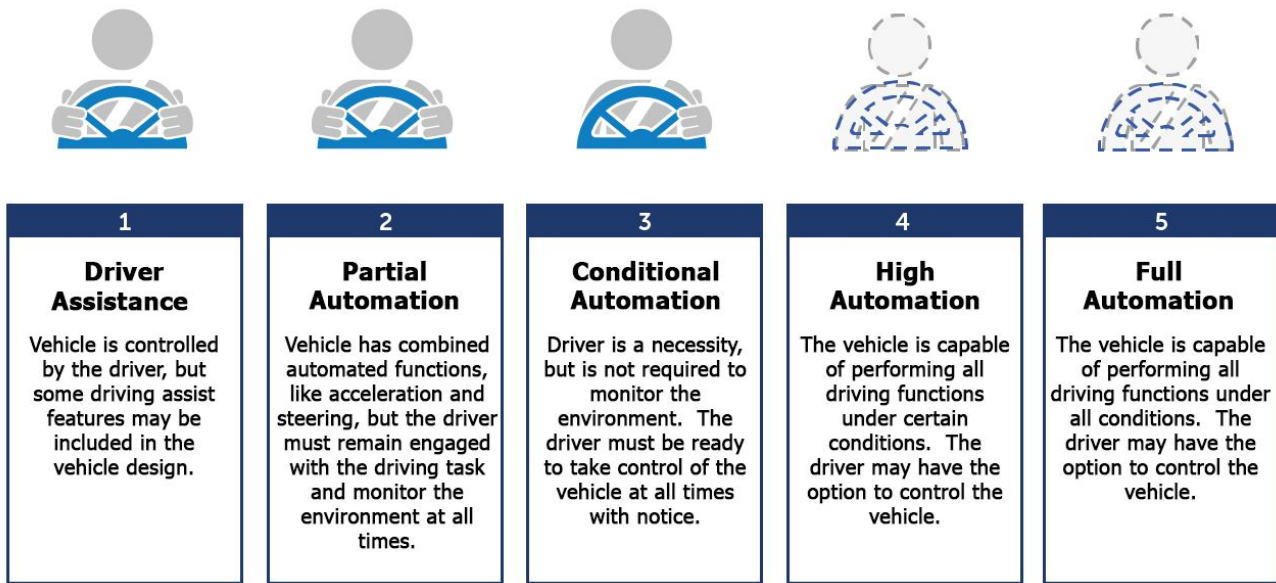 1
Driver
Assistance
Vehicle is controlled
by the driver, but
some driving assist
features may be
included in the
vehicle design.
2
Partial
Automation
Vehicle has combined
automated functions,
like acceleration and
steering, but the driver
must remain engaged
with the driving task
and monitor the
environment at all
times.
3
Conditional
Automation
Driver is a necessity,
but is not required to
monitor the
environment. The
driver must be ready
to take control of the
vehicle at all times
with notice.
4
High
Automation
The vehicle is capable
of performing all
driving functions
under certain
conditions. The
driver may have the
option to control the
vehicle.
5
Full
Automation
The vehicle is capable
of performing all
driving functions under
all conditions. The
driver may have the
option to control the
vehicle.